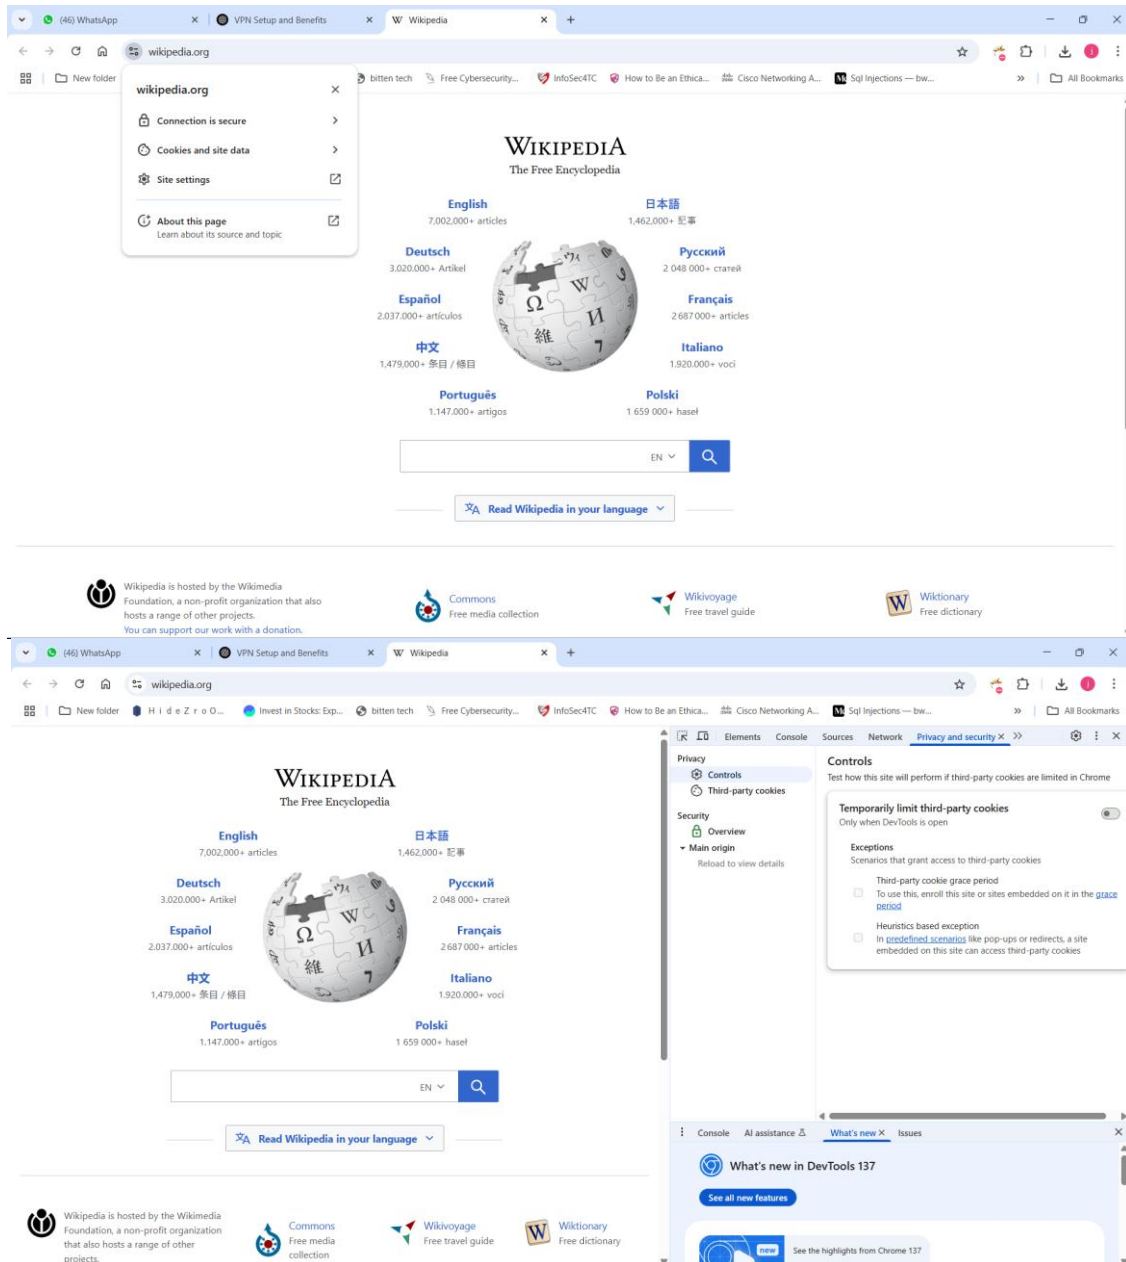 (46) WhatsApp
VPN Setup and Benefits
Wikipedia
wikipedia.org
New folder
bitten tech
Free Cybersecurity...
InfoSec4TC
How to Be an Ethica...
Cisco Networking A...
Sql Injections — bw...
»
All Bookmarks
wikipedia.org
Connection is secure
Cookies and site data
Site settings
About this page
Learn about its source and topic
WIKIPEDIA
The Free Encyclopedia
English
7,002,000+ articles
日本語
1,462,000+ 記事
Deutsch
3.020.000+ Artikel
Русский
2 048 000+ статей
Español
2.037.000+ artículos
Français
2 687 000+ articles
中文
1,479,000+ 条目 / 條目
Italiano
1.920.000+ voci
Português
1.147.000+ artigos
Polski
1 659 000+ haseł
EN
Read Wikipedia in your language
Wikipedia is hosted by the Wikimedia
Foundation, a non-profit organization that also
hosts a range of other projects.
You can support our work with a donation.
Commons
Free media collection
Wikivoyage
Free travel guide
Wiktionary
Free dictionary
(46) WhatsApp
VPN Setup and Benefits
Wikipedia
wikipedia.org
New folder
H i d e Z r o O...
Invest in Stocks: Exp...
bitten tech
Free Cybersecurity...
InfoSec4TC
How to Be an Ethica...
Cisco Networking A...
Sql Injections — bw...
»
All Bookmarks
WIKIPEDIA
The Free Encyclopedia
English
7,002,000+ articles
日本語
1,462,000+ 記事
Deutsch
3.020.000+ Artikel
Русский
2 048 000+ статей
Español
2.037.000+ artículos
Français
2 687 000+ articles
中文
1,479,000+ 条目 / 條目
Italiano
1.920.000+ voci
Português
1.147.000+ artigos
Polski
1 659 000+ haseł
EN
Read Wikipedia in your language
Wikipedia is hosted by the Wikimedia
Foundation, a non-profit organization
that also hosts a range of other
projects.
Commons
Free media
collection
Wikivoyage
Free travel guide
Wiktionary
Free dictionary
Elements
Console
Sources
Network
Privacy and security
Privacy
Controls
Third-party cookies
Security
Overview
Main origin
Reload to view details
Controls
Test how this site will perform if third-party cookies are limited in Chrome
Temporarily limit third-party cookies
Only when DevTools is open
Exceptions
Scenarios that grant access to third-party cookies
Third-party cookie grace period
To use this, enroll this site or sites embedded on it in the grace
period
Heuristics based exception
In predefined scenarios like pop-ups or redirects, a site
embedded on this site can access third-party cookies
Console
AI assistance
What's new
Issues
What's new in DevTools 137
See all new features
new
See the highlights from Chrome 137